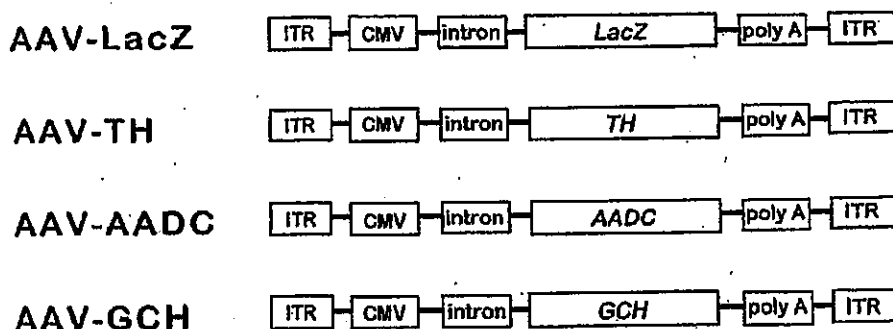 AAV-LacZ ITR CMV intron LacZ poly A ITR
AAV-TH ITR CMV intron TH poly A ITR
AAV-AADC ITR CMV intron AADC poly A ITR
AAV-GCH ITR CMV intron GCH poly A ITR